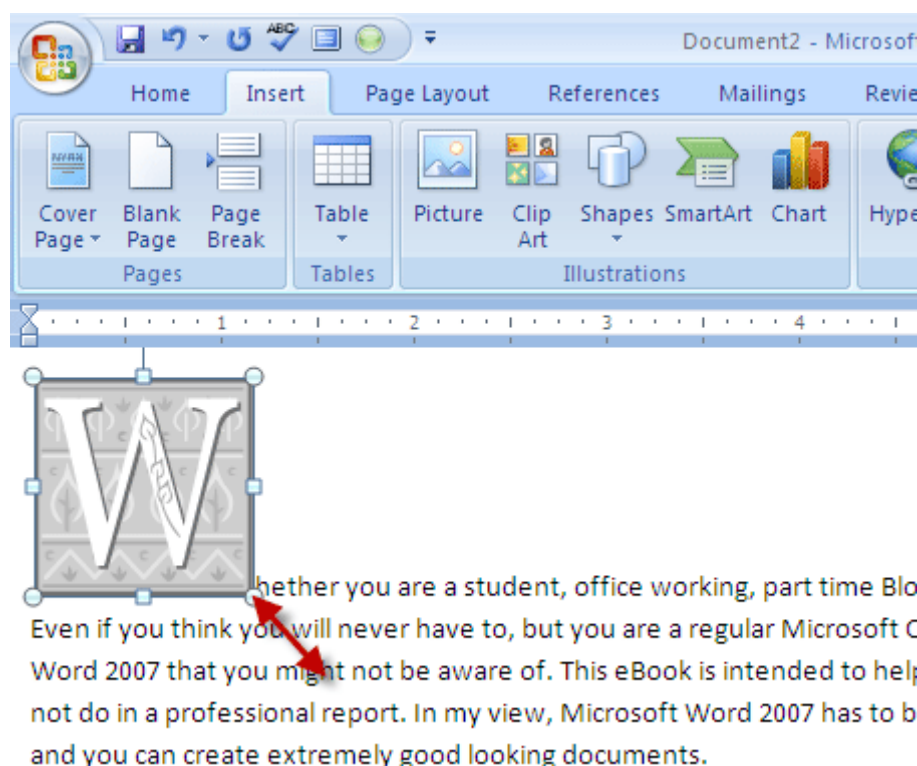 ABC
Document2 - Microsoft
Home Insert Page Layout References Mailings
Cover Page Blank Page Page Break Table Picture Clip Art Shapes SmartArt Chart
Pages Tables Illustrations
1 2 3 4
W
hether you are a student, office working, part time
Even if you think you will never have to, but you are a regular Microsoft
Word 2007 that you might not be aware of. This eBook is intended to help
not do in a professional report. In my view, Microsoft Word 2007 has to b
and you can create extremely good looking documents.